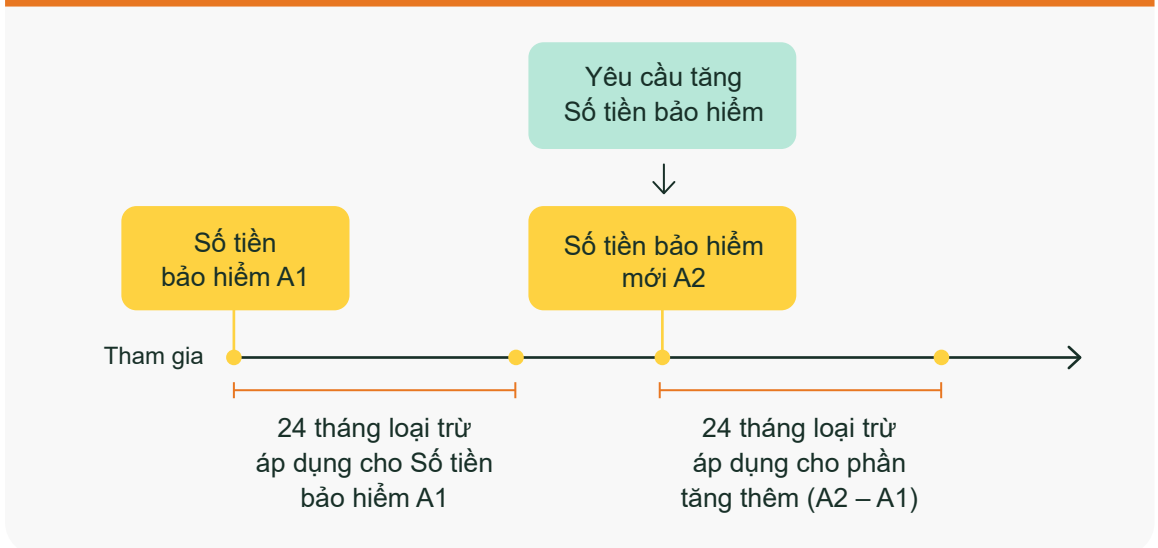 Yêu cầu tăng
Số tiền bảo hiểm
Số tiền
bảo hiểm A1
Số tiền bảo hiểm
mới A2
Tham gia
24 tháng loại trừ
áp dụng cho Số tiền
bảo hiểm A1
24 tháng loại trừ
áp dụng cho phần
tăng thêm (A2 – A1)